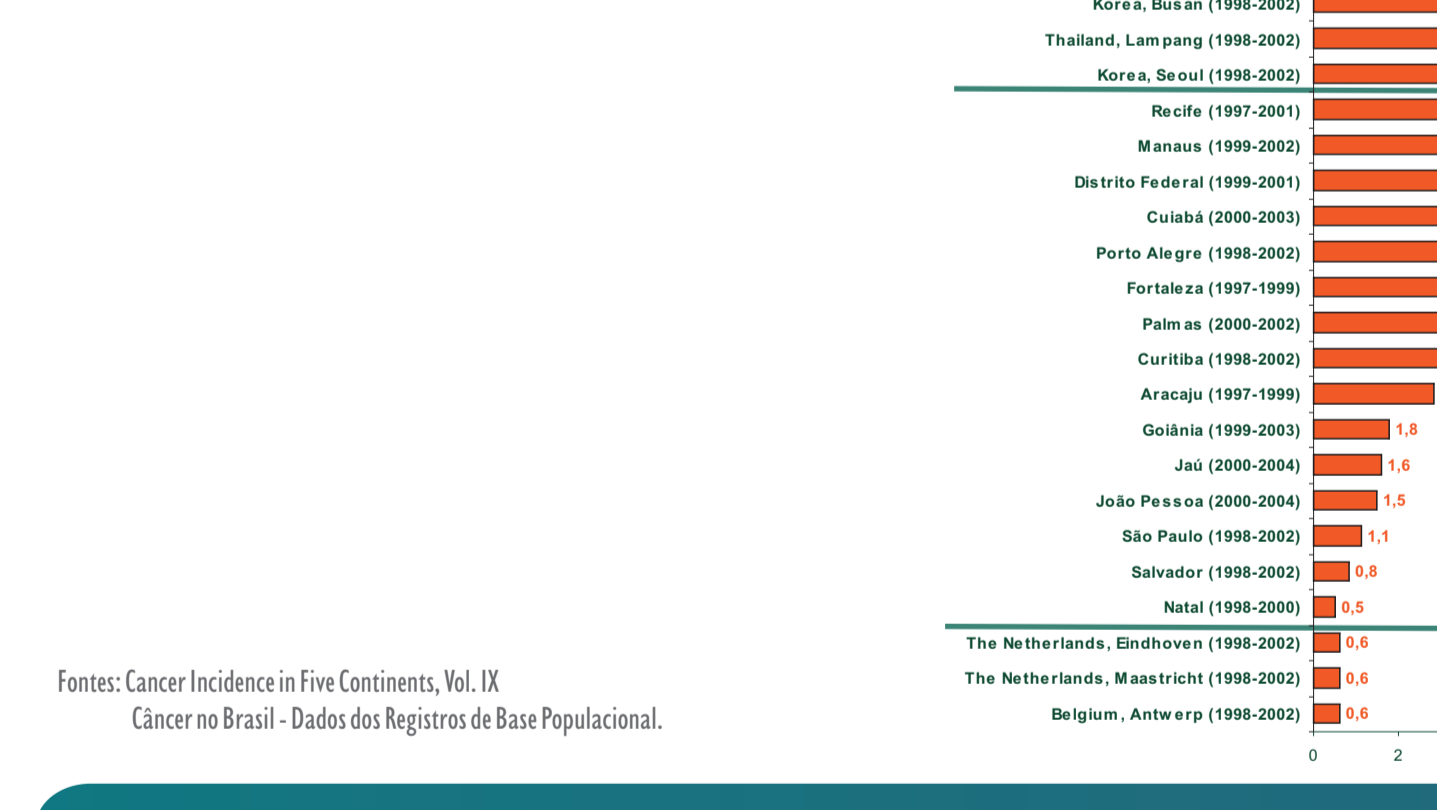 Korea, Busan (1998-2002)
Thailand, Lampang (1998-2002)
Korea, Seoul (1998-2002)
Recife (1997-2001)
Manaus (1999-2002)
Distrito Federal (1999-2001)
Cuiabá (2000-2003)
Porto Alegre (1998-2002)
Fortaleza (1997-1999)
Palmas (2000-2002)
Curitiba (1998-2002)
Aracaju (1997-1999)
Goiânia (1999-2003) 1,8
Jaú (2000-2004) 1,6
João Pessoa (2000-2004) 1,5
São Paulo (1998-2002) 1,1
Salvador (1998-2002) 0,8
Natal (1998-2000) 0,5
The Netherlands, Eindhoven (1998-2002) 0,6
The Netherlands, Maastricht (1998-2002) 0,6
Belgium, Antwerp (1998-2002) 0,6
0 2
Fontes: Cancer Incidence in Five Continents, Vol. IX
Câncer no Brasil - Dados dos Registros de Base Populacional.